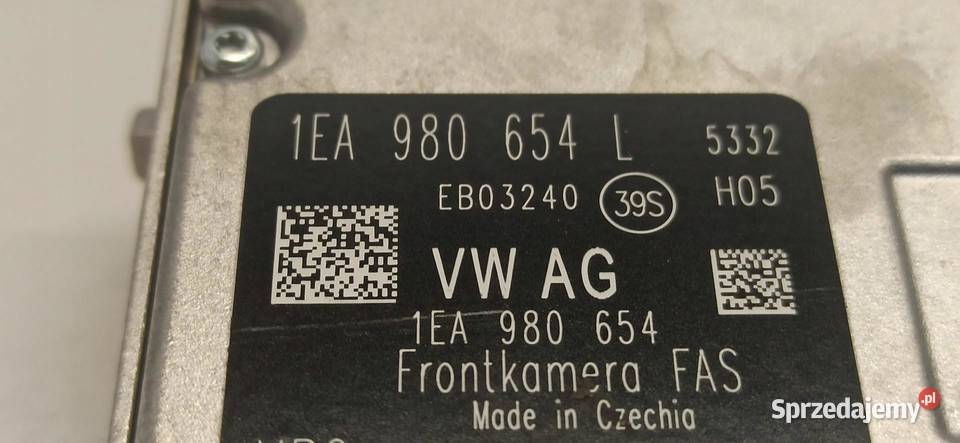 1EA 980 654 L 5332
EB03240 39S H05
VW AG
1EA 980 654
Frontkamera FAS
Made in Czechia
Sprzedajemy.pl